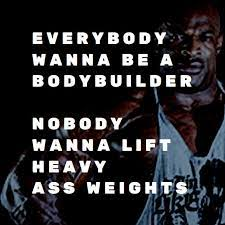 EVERYBODY
WANNA BE A
BODYBUILDER
NOBODY
WANNA LIFT
HEAVY
ASS WEIGHTS